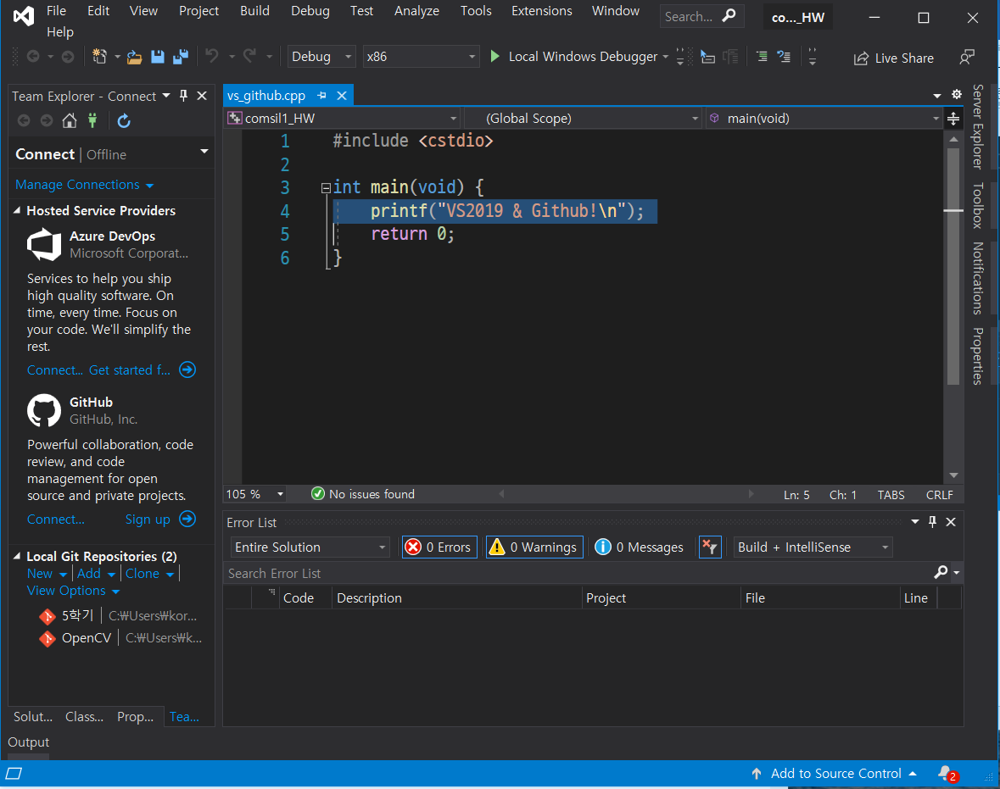 File Edit View Project Build Debug Test Analyze Tools Extensions Window Search... co..._HW
Help
Debug x86 Local Windows Debugger Live Share
Team Explorer - Connect
Connect | Offline
Manage Connections
Hosted Service Providers
Azure DevOps
Microsoft Corporat...
Services to help you ship
high quality software. On
time, every time. Focus on
your code. We'll simplify the
rest.
Connect... Get started f...
GitHub
GitHub, Inc.
Powerful collaboration, code
review, and code
management for open
source and private projects.
Connect... Sign up
Local Git Repositories (2)
New Add Clone
View Options
5학기 C:₩Users₩kor...
OpenCV C:₩Users₩k...
Solut... Class... Prop... Tea...
vs_github.cpp
comsil1_HW (Global Scope) main(void)
1 #include <cstdio>
2
3 int main(void) {
4 printf("VS2019 & Github!\n");
5 return 0;
6 }
105 % No issues found Ln: 5 Ch: 1 TABS CRLF
Error List
Entire Solution 0 Errors 0 Warnings 0 Messages Build + IntelliSense
Search Error List
Code Description Project File Line
Server Explorer
Toolbox
Notifications
Properties
Output
Add to Source Control 2